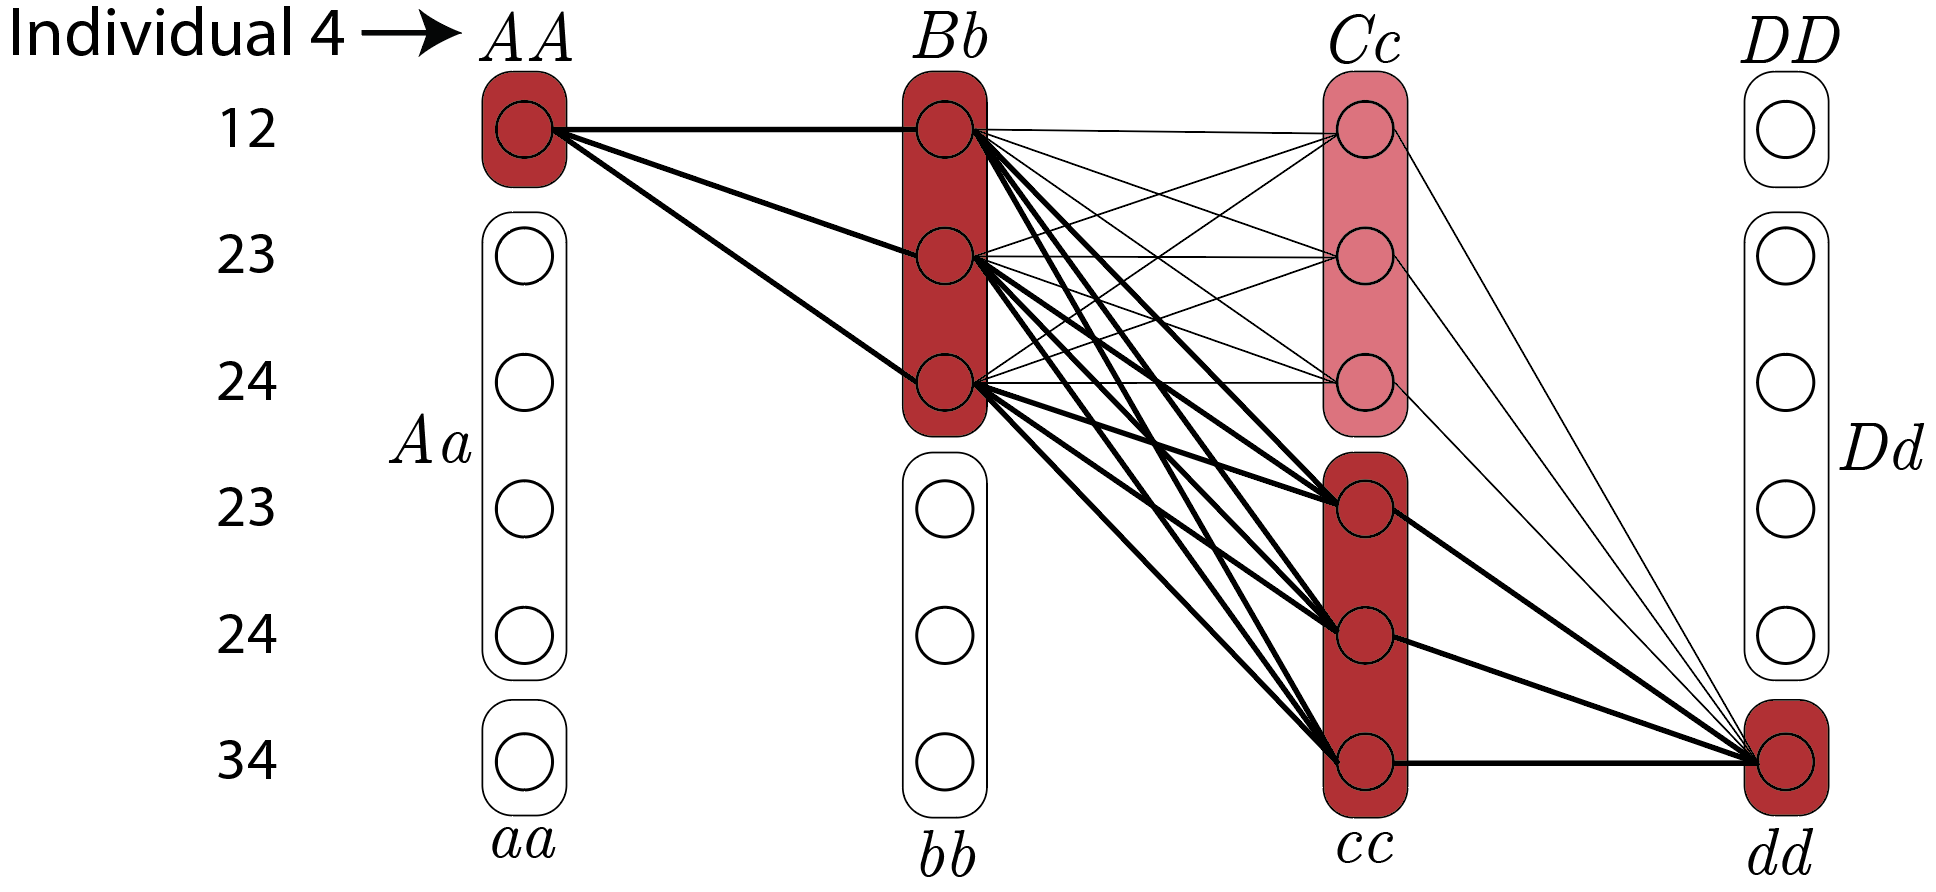 Individual 4
AA Bb Cc DD
12
23
24
Aa Dd
23
24
34
aa bb cc dd